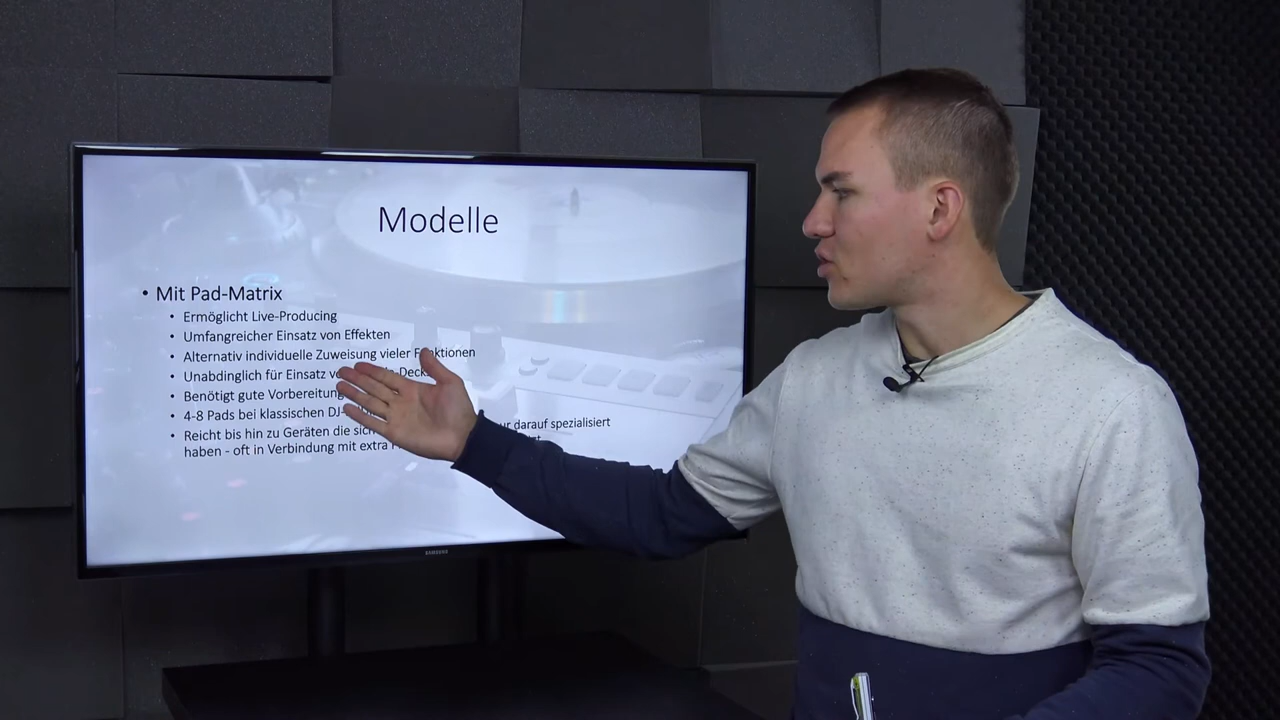 Modelle
• Mit Pad-Matrix
• Ermöglicht Live-Producing
• Umfangreicher Einsatz von Effekten
• Alternativ individuelle Zuweisung vieler Funktionen
• Unabdinglich für Einsatz
• Benötigt gute Vorbereitung
• 4-8 Pads bei klassischen
• Reicht bis hin zu Geräten die darauf spezialisiert
haben - oft in Verbindung mit extra
SAMSUNG